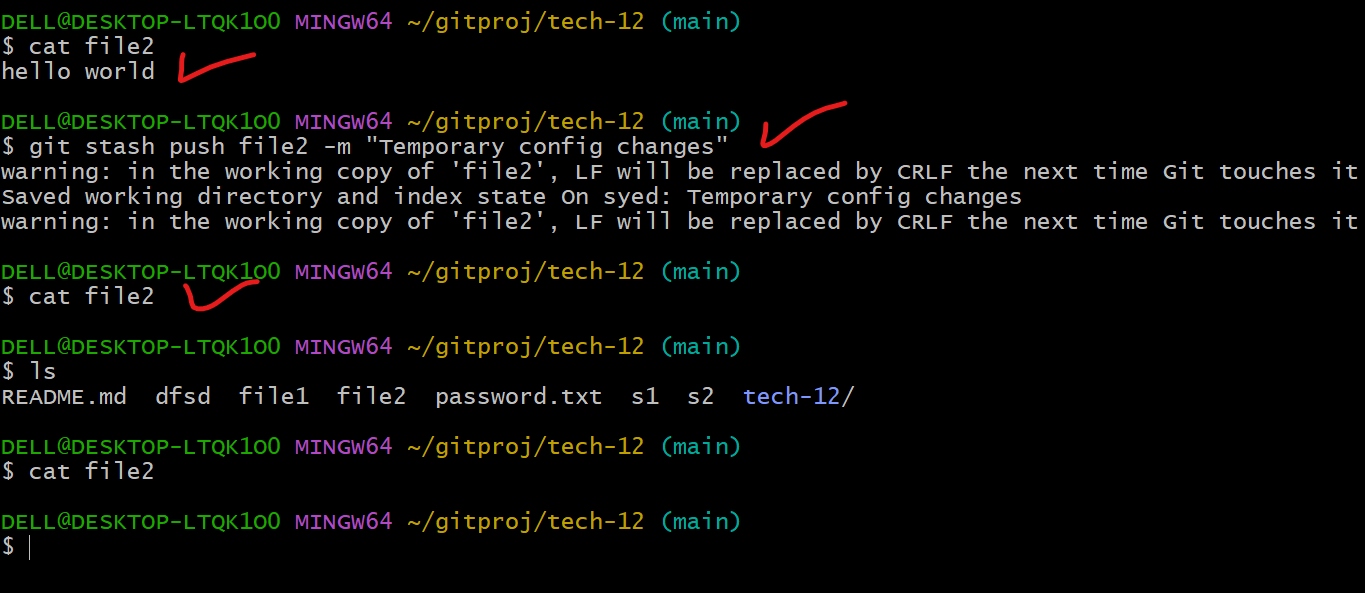 DELL@DESKTOP-LTQK1O0 MINGW64 ~/gitproj/tech-12 (main)
$ cat file2
hello world
DELL@DESKTOP-LTQK1O0 MINGW64 ~/gitproj/tech-12 (main)
$ git stash push file2 -m "Temporary config changes"
warning: in the working copy of 'file2', LF will be replaced by CRLF the next time Git touches it
Saved working directory and index state On syed: Temporary config changes
warning: in the working copy of 'file2', LF will be replaced by CRLF the next time Git touches it
DELL@DESKTOP-LTQK1O0 MINGW64 ~/gitproj/tech-12 (main)
$ cat file2
DELL@DESKTOP-LTQK1O0 MINGW64 ~/gitproj/tech-12 (main)
$ ls
README.md  dfsd  file1  file2  password.txt  s1  s2  tech-12/
DELL@DESKTOP-LTQK1O0 MINGW64 ~/gitproj/tech-12 (main)
$ cat file2
DELL@DESKTOP-LTQK1O0 MINGW64 ~/gitproj/tech-12 (main)
$